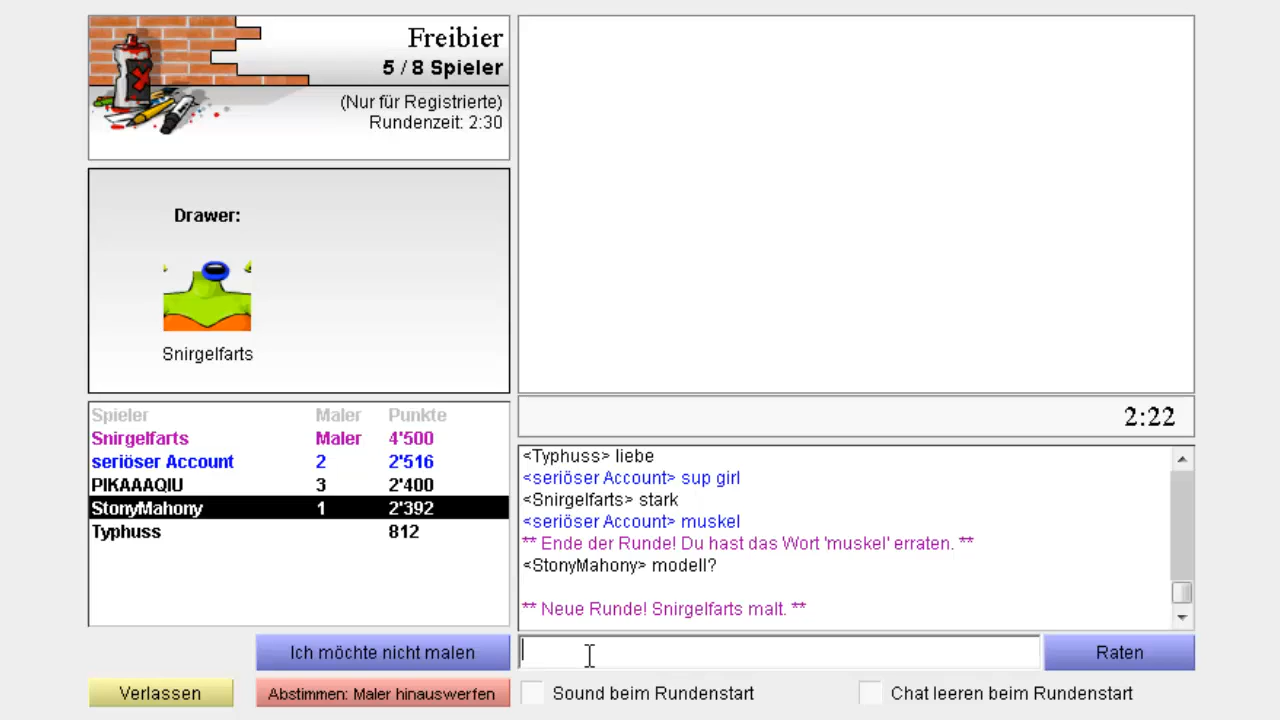 Freibier
5 / 8 Spieler
(Nur für Registrierte)
Rundenzeit: 2:30
Drawer:
Snirgelfarts
Spieler Maler Punkte
Snirgelfarts Maler 4'500
seriöser Account 2 2'516
PIKAAAQIU 3 2'400
StonyMahony 1 2'392
Typhuss 812
Ich möchte nicht malen
Verlassen
Abstimmen: Maler hinauswerfen
2:22
<Typhuss> liebe
<seriöser Account> sup girl
<Snirgelfarts> stark
<seriöser Account> muskel
** Ende der Runde! Du hast das Wort 'muskel' erraten. **
<StonyMahony> modell?
** Neue Runde! Snirgelfarts malt. **
Raten
Sound beim Rundenstart
Chat leeren beim Rundenstart